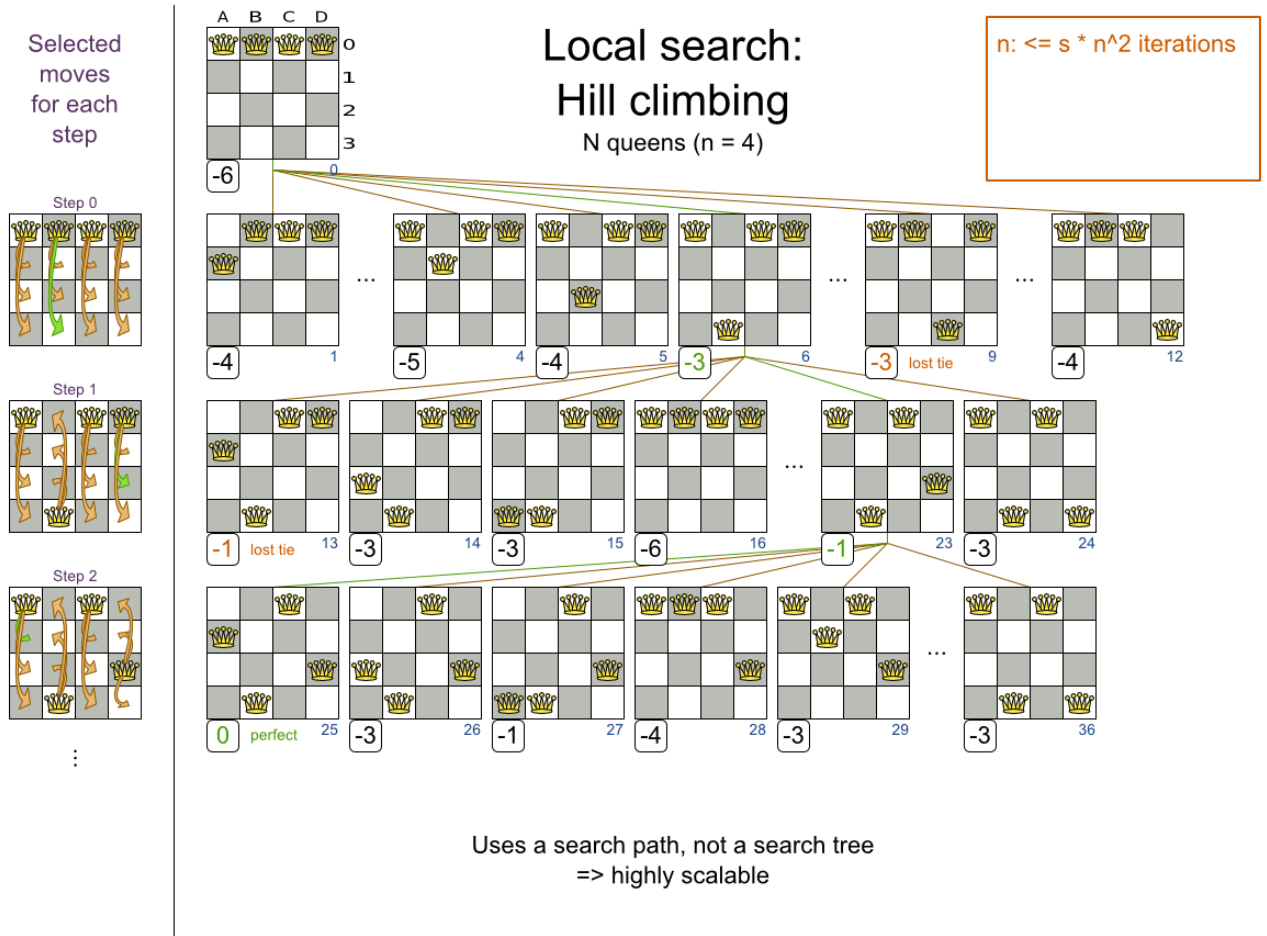 Selected
moves
for each
step
A B C D
0
1
2
3
-6
0
Local search:
Hill climbing
N queens (n = 4)
n: <= s * n^2 iterations
Step 0
...
...
...
-4
1
-5
4
-4
5
-3
6
-3
lost tie
9
-4
12
Step 1
...
-1
lost tie
13
-3
14
-3
15
-6
16
-1
23
-3
24
Step 2
...
0
perfect
25
-3
26
-1
27
-4
28
-3
29
-3
36
...
Uses a search path, not a search tree
=> highly scalable